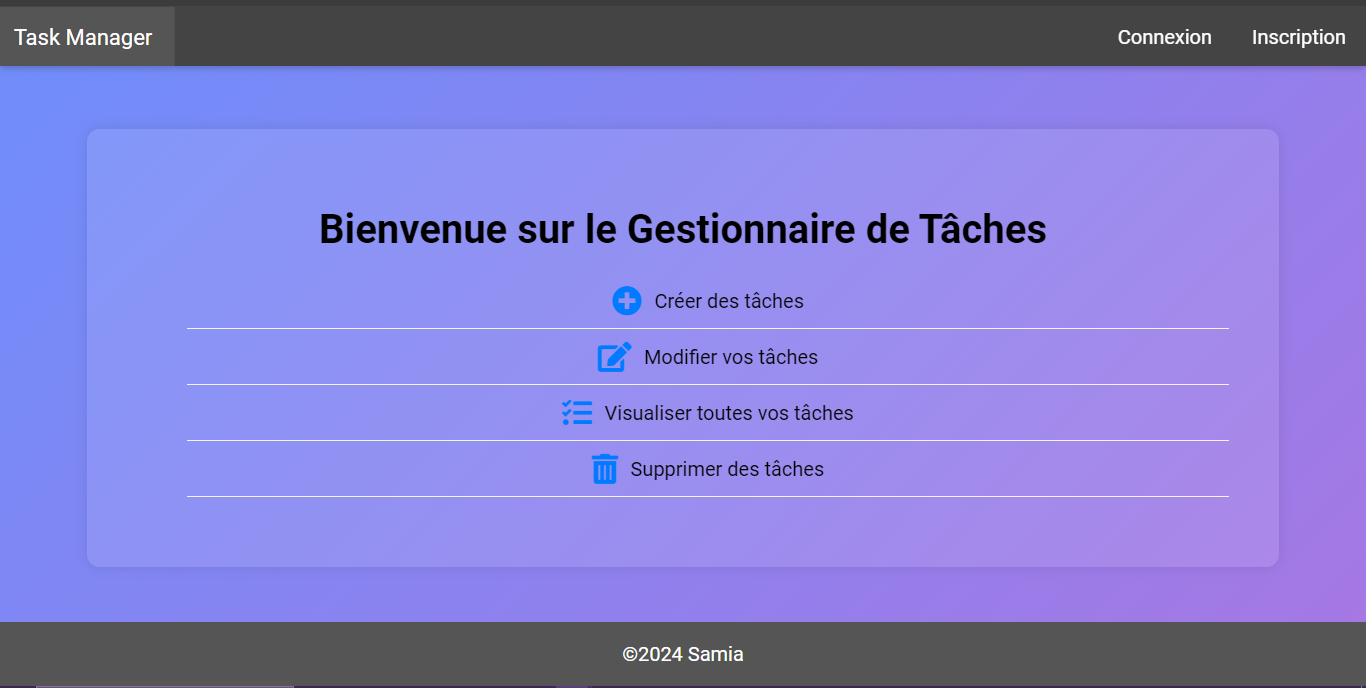 Task Manager
Connexion
Inscription
Bienvenue sur le Gestionnaire de Tâches
Créer des tâches
Modifier vos tâches
Visualiser toutes vos tâches
Supprimer des tâches
©2024 Samia